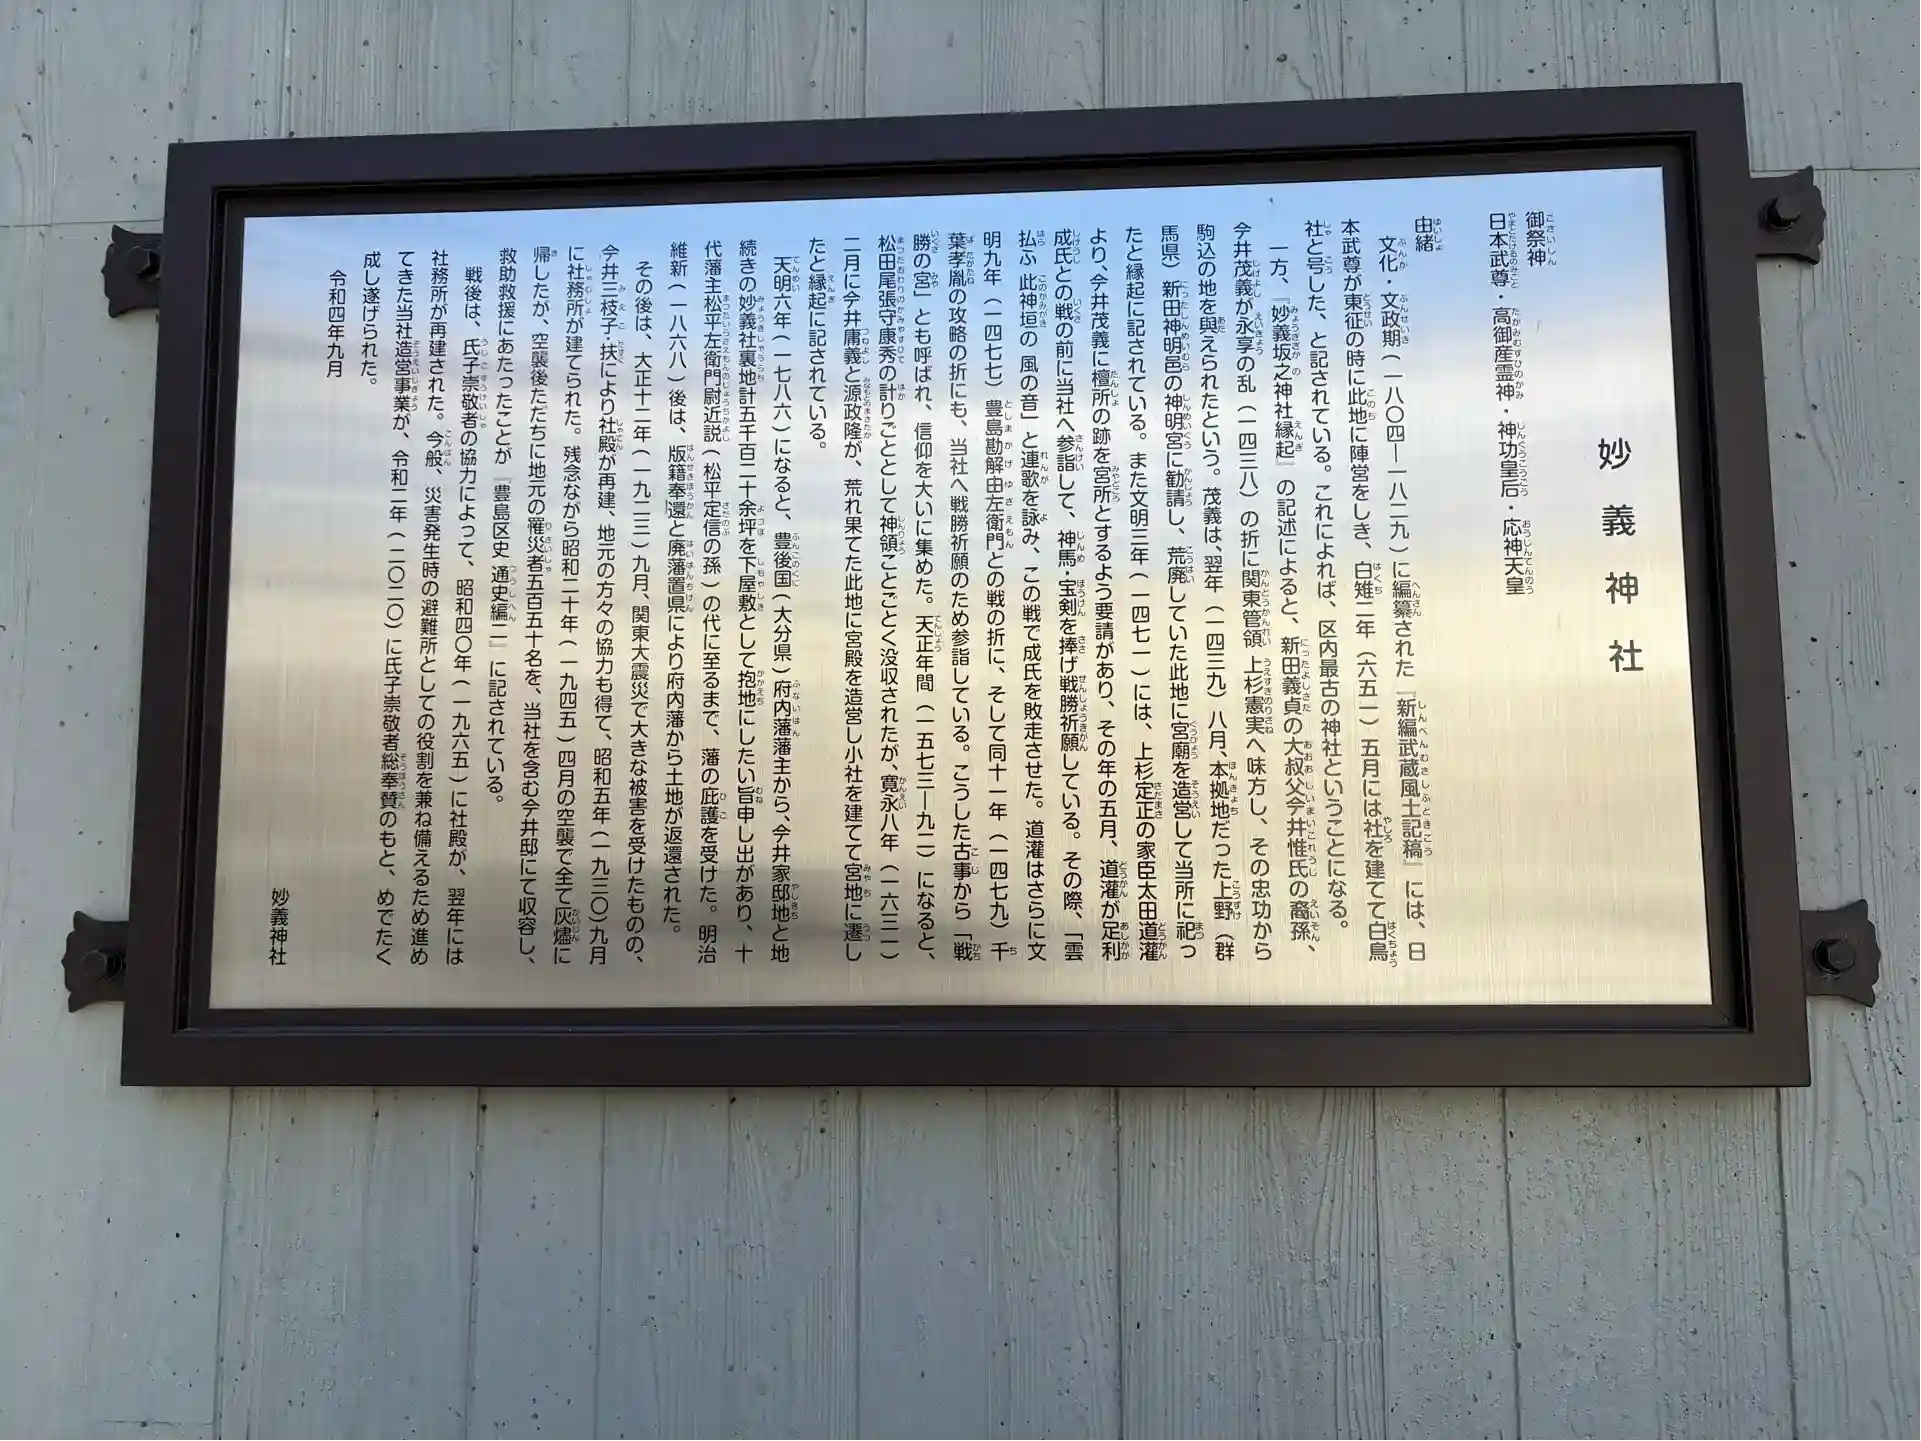 妙義神社
御祭神
日本武尊・高御産霊神・神功皇后・応神天皇
由緒
文化・文政期(一八〇四―一八二九)に編纂された『新編武蔵風土記稿』には、日
本武尊が東征の時に此地に陣営をしき、白雉二年(六五一)五月には社を建てて白鳥
社と号した、と記されている。これによれば、区内最古の神社ということになる。
一方、『妙義坂之神社縁起』の記述によると、新田義貞の大叔父今井惟氏の裔孫、
今井茂義が永享の乱(一四三八)の折に関東管領 上杉憲実へ味方し、その忠功から
駒込の地を與えられたという。茂義は、翌年(一四三九)八月、本拠地だった上野(群
馬県)新田神明邑の神明宮に勧請し、荒廃していた此地に宮廟を造営して当所に祀っ
たと縁起に記されている。また文明三年(一四七一)には、上杉定正の家臣太田道灌
より、今井茂義に檀所の跡を宮所とするよう要請があり、その年の五月、道灌が足利
成氏との戦の前に当社へ参詣して、神馬・宝剣を捧げ戦勝祈願している。その際、「雲
払ふ 此神垣の 風の音」と連歌を詠み、この戦で成氏を敗走させた。道灌はさらに文
明九年(一四七七)豊島勘解由左衛門との戦の折に、そして同十一年(一四七九)千
葉孝胤の攻略の折にも、当社へ戦勝祈願のため参詣している。こうした古事から「戦
勝の宮」とも呼ばれ、信仰を大いに集めた。天正年間(一五七三―九二)になると、
松田尾張守康秀の計りごととして神領ことごとく没収されたが、寛永八年(一六三一)
二月に今井庸義と源政隆が、荒れ果てた此地に宮殿を造営し小社を建てて宮地に遷し
たと縁起に記されている。
天明六年(一七八六)になると、豊後国(大分県)府内藩藩主から、今井家邸地と地
続きの妙義社裏地計五千百二十余坪を下屋敷として抱地にしたい旨申し出があり、十
代藩主松平左衛門尉近説(松平定信の孫)の代に至るまで、藩の庇護を受けた。明治
維新(一八六八)後は、版籍奉還と廃藩置県により府内藩から土地が返還された。
その後は、大正十二年(一九二三)九月、関東大震災で大きな被害を受けたものの、
今井三枝子・扶により社殿が再建、地元の方々の協力も得て、昭和五年(一九三〇)九月
に社務所が建てられた。残念ながら昭和二十年(一九四五)四月の空襲で全て灰燼に
帰したが、空襲後ただちに地元の罹災者五百五十名を、当社を含む今井邸にて収容し、
救助救援にあたったことが『豊島区史 通史編二』に記されている。
戦後は、氏子崇敬者の協力によって、昭和四〇年(一九六五)に社殿が、翌年には
社務所が再建された。今般、災害発生時の避難所としての役割を兼ね備えるため進め
てきた当社造営事業が、令和二年(二〇二〇)に氏子崇敬者総奉賛のもと、めでたく
成し遂げられた。
令和四年九月
妙義神社